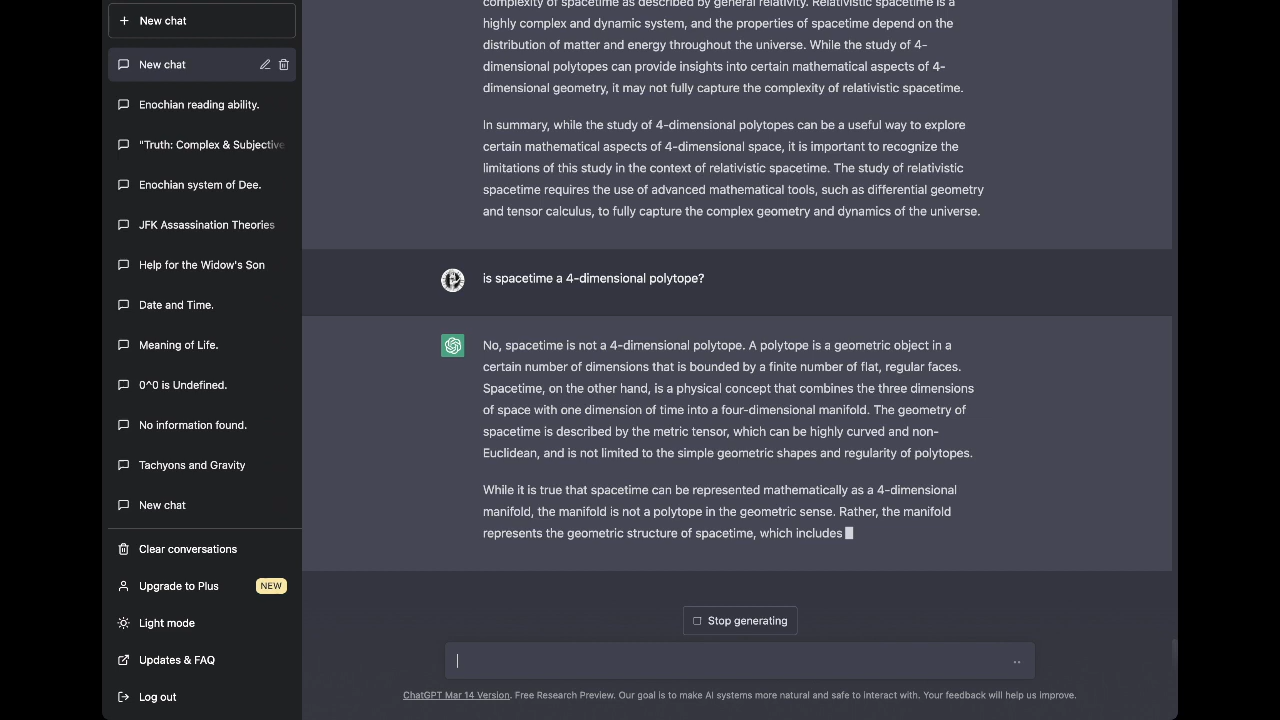 New chat
New chat
Enochian reading ability.
"Truth: Complex & Subjective
Enochian system of Dee.
JFK Assassination Theories
Help for the Widow's Son
Date and Time.
Meaning of Life.
0^0 is Undefined.
No information found.
Tachyons and Gravity
New chat
Clear conversations
Upgrade to Plus NEW
Light mode
Updates & FAQ
Log out
complexity of spacetime as described by general relativity. Relativistic spacetime is a
highly complex and dynamic system, and the properties of spacetime depend on the
distribution of matter and energy throughout the universe. While the study of 4-
dimensional polytopes can provide insights into certain mathematical aspects of 4-
dimensional geometry, it may not fully capture the complexity of relativistic spacetime.
In summary, while the study of 4-dimensional polytopes can be a useful way to explore
certain mathematical aspects of 4-dimensional space, it is important to recognize the
limitations of this study in the context of relativistic spacetime. The study of relativistic
spacetime requires the use of advanced mathematical tools, such as differential geometry
and tensor calculus, to fully capture the complex geometry and dynamics of the universe.
is spacetime a 4-dimensional polytope?
No, spacetime is not a 4-dimensional polytope. A polytope is a geometric object in a
certain number of dimensions that is bounded by a finite number of flat, regular faces.
Spacetime, on the other hand, is a physical concept that combines the three dimensions
of space with one dimension of time into a four-dimensional manifold. The geometry of
spacetime is described by the metric tensor, which can be highly curved and non-
Euclidean, and is not limited to the simple geometric shapes and regularity of polytopes.
While it is true that spacetime can be represented mathematically as a 4-dimensional
manifold, the manifold is not a polytope in the geometric sense. Rather, the manifold
represents the geometric structure of spacetime, which includes
Stop generating
ChatGPT Mar 14 Version. Free Research Preview. Our goal is to make AI systems more natural and safe to interact with. Your feedback will help us improve.